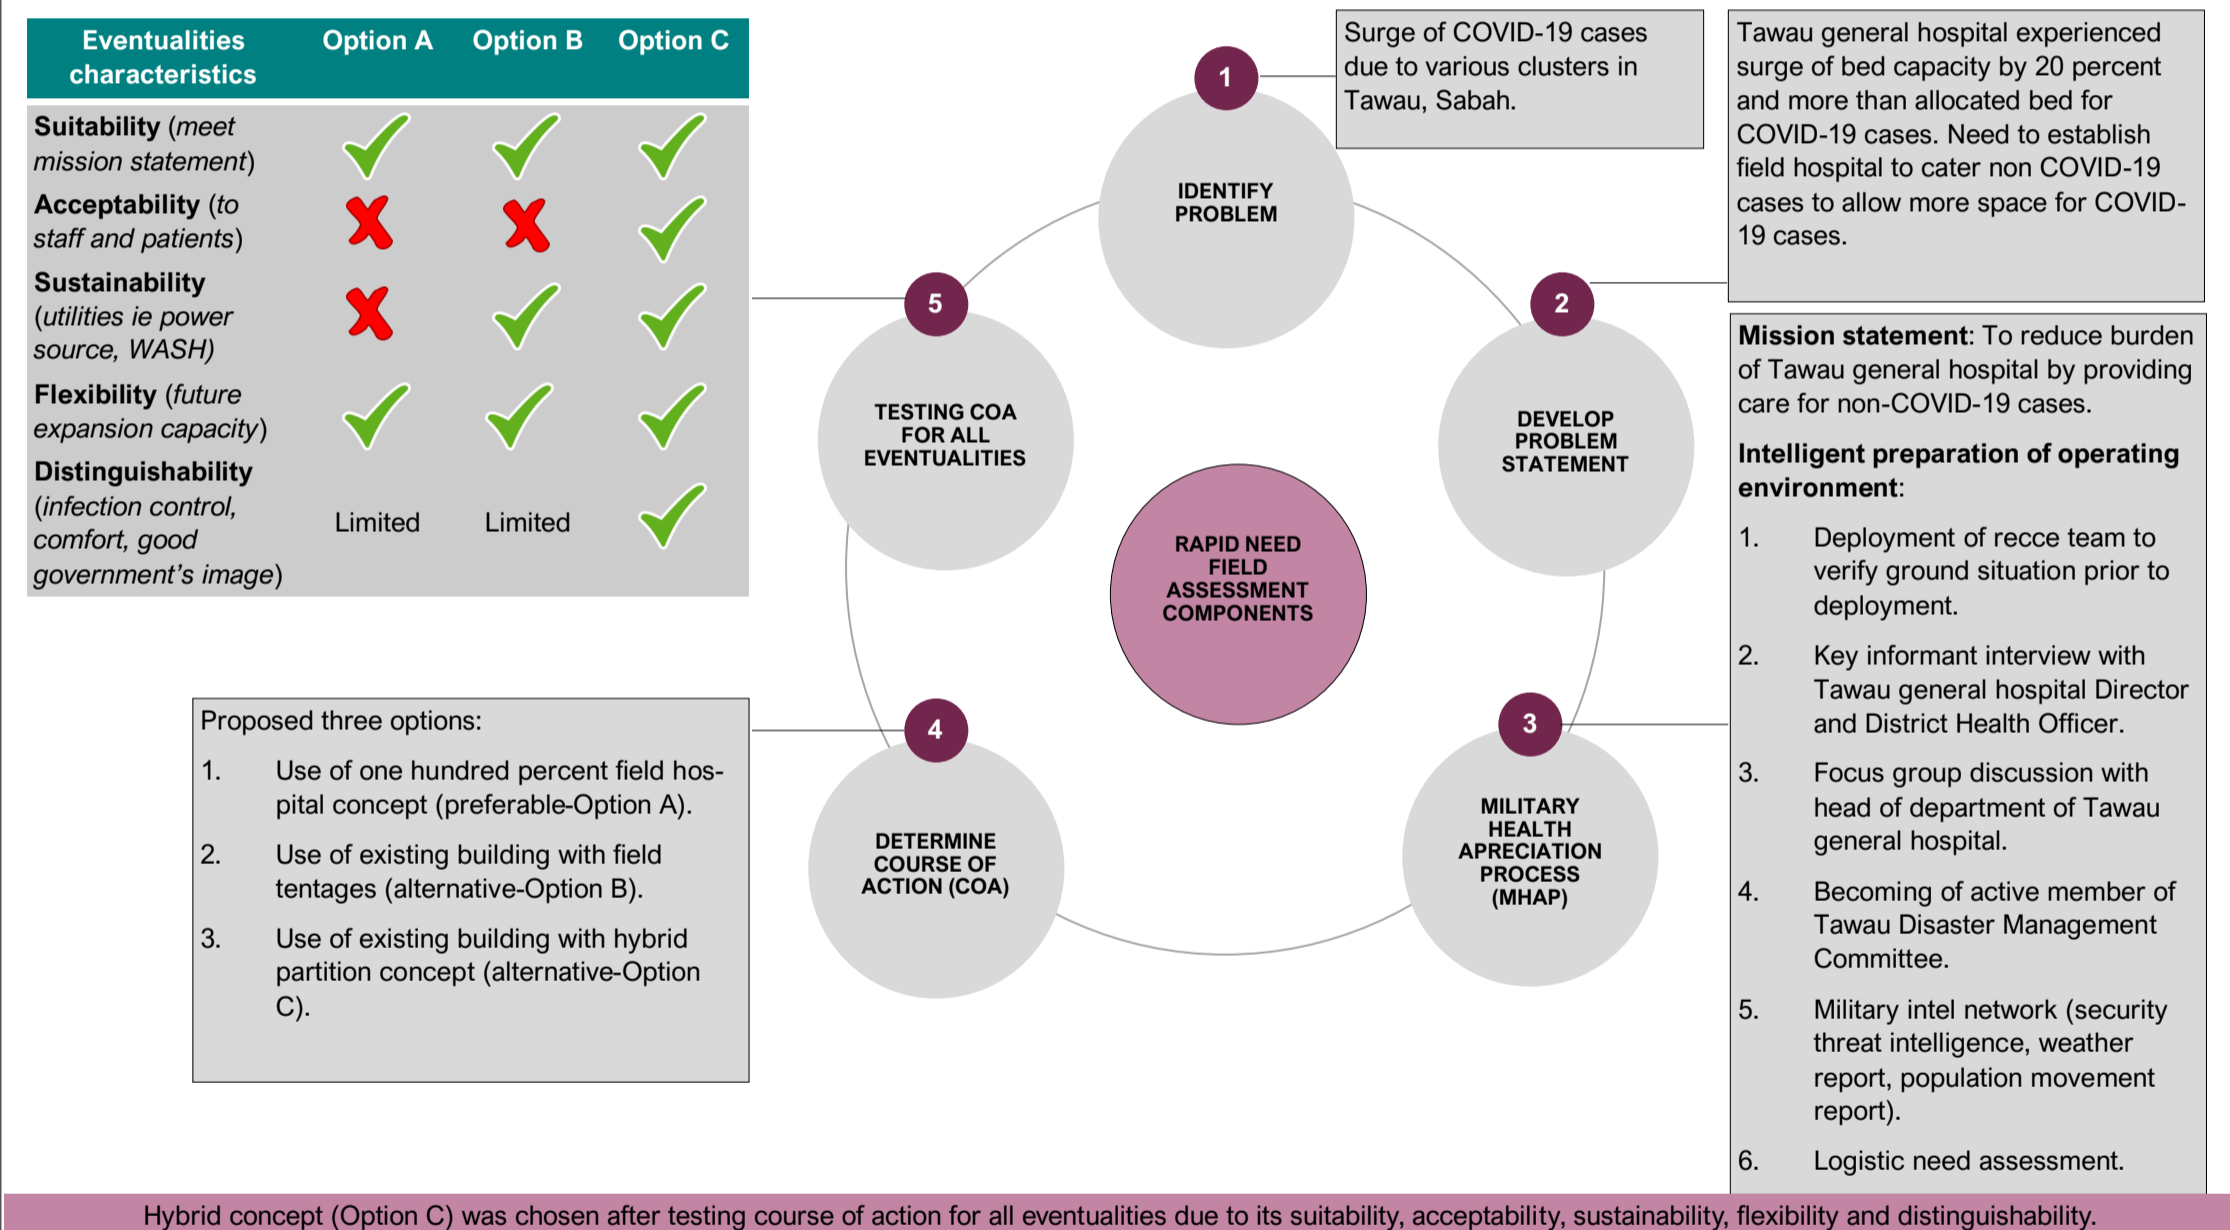 Eventualities characteristics Option A Option B Option C
Suitability (meet
mission statement)
Acceptability (to
staff and patients)
Sustainability
(utilities ie power
source, WASH)
Flexibility (future
expansion capacity)
Distinguishability
(infection control,
comfort, good
government's image)
Limited Limited
1
Surge of COVID-19 cases
due to various clusters in
Tawau, Sabah.
IDENTIFY
PROBLEM
Tawau general hospital experienced
surge of bed capacity by 20 percent
and more than allocated bed for
COVID-19 cases. Need to establish
field hospital to cater non COVID-19
cases to allow more space for COVID-
19 cases.
2
DEVELOP
PROBLEM
STATEMENT
5
TESTING COA
FOR ALL
EVENTUALITIES
RAPID NEED
FIELD
ASSESSMENT
COMPONENTS
Mission statement: To reduce burden
of Tawau general hospital by providing
care for non-COVID-19 cases.
Intelligent preparation of operating
environment:
1. Deployment of recce team to
verify ground situation prior to
deployment.
2. Key informant interview with
Tawau general hospital Director
and District Health Officer.
3. Focus group discussion with
head of department of Tawau
general hospital.
4. Becoming of active member of
Tawau Disaster Management
Committee.
5. Military intel network (security
threat intelligence, weather
report, population movement
report).
6. Logistic need assessment.
3
MILITARY
HEALTH
APRECIATION
PROCESS
(MHAP)
4
DETERMINE
COURSE OF
ACTION (COA)
Proposed three options:
1. Use of one hundred percent field hos-
pital concept (preferable-Option A).
2. Use of existing building with field
tentages (alternative-Option B).
3. Use of existing building with hybrid
partition concept (alternative-Option
C).
Hybrid concept (Option C) was chosen after testing course of action for all eventualities due to its suitability, acceptability, sustainability, flexibility and distinguishability.